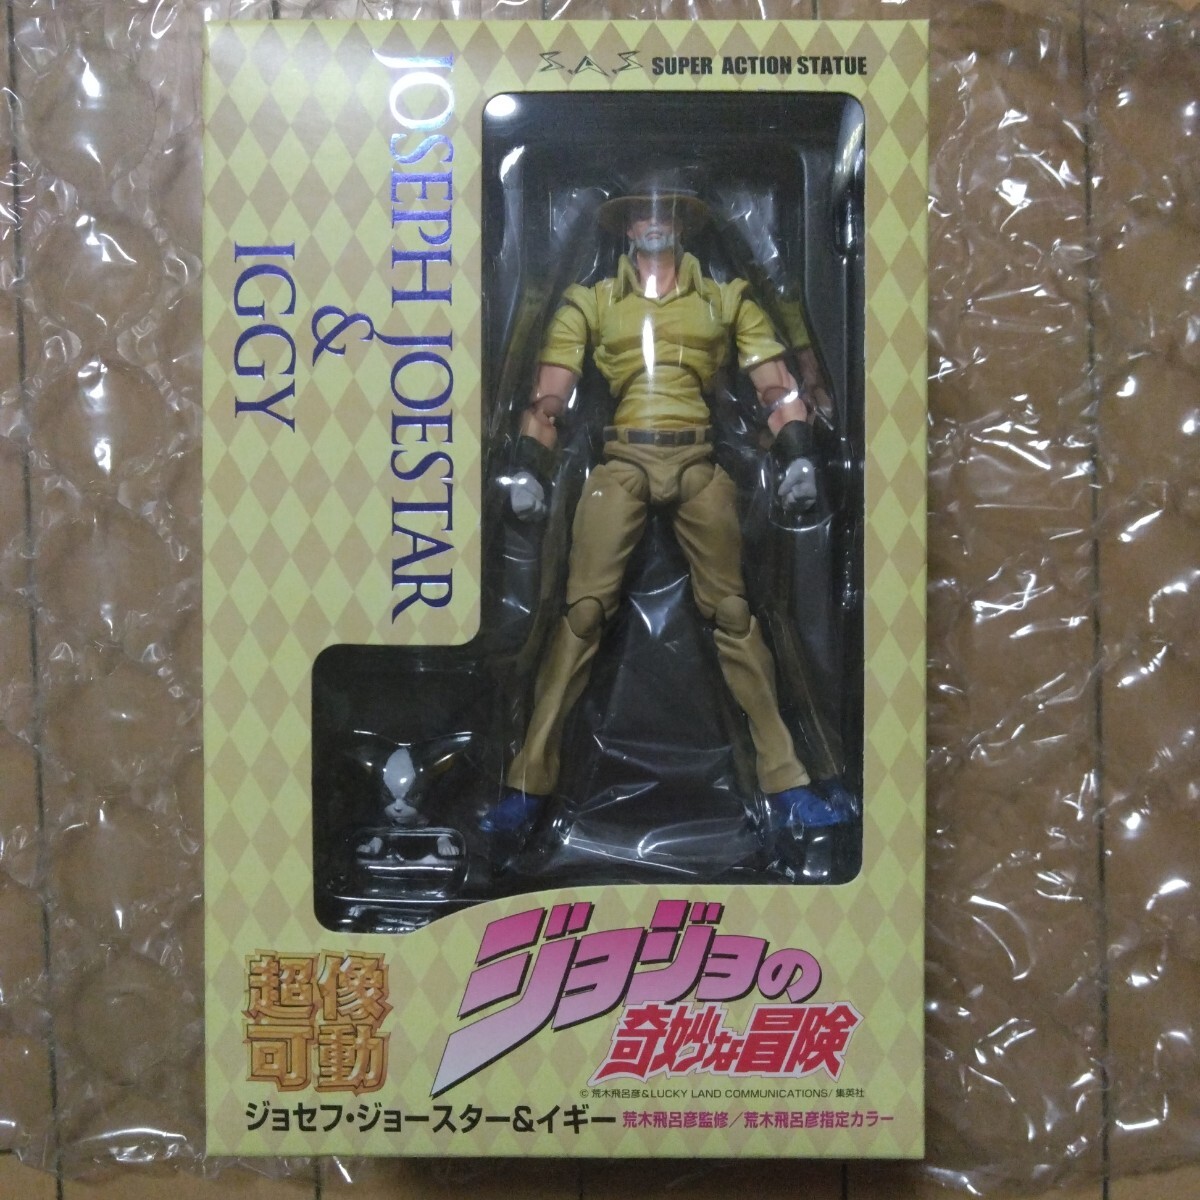 S.A.S SUPER ACTION STATUE
JOSEPH JOESTAR
&
IGGY
超像
可動
ジョジョの
奇妙な冒険
© 荒木飛呂彦&LUCKY LAND COMMUNICATIONS/集英社
ジョセフ・ジョースター&イギー 荒木飛呂彦監修/荒木飛呂彦指定カラー